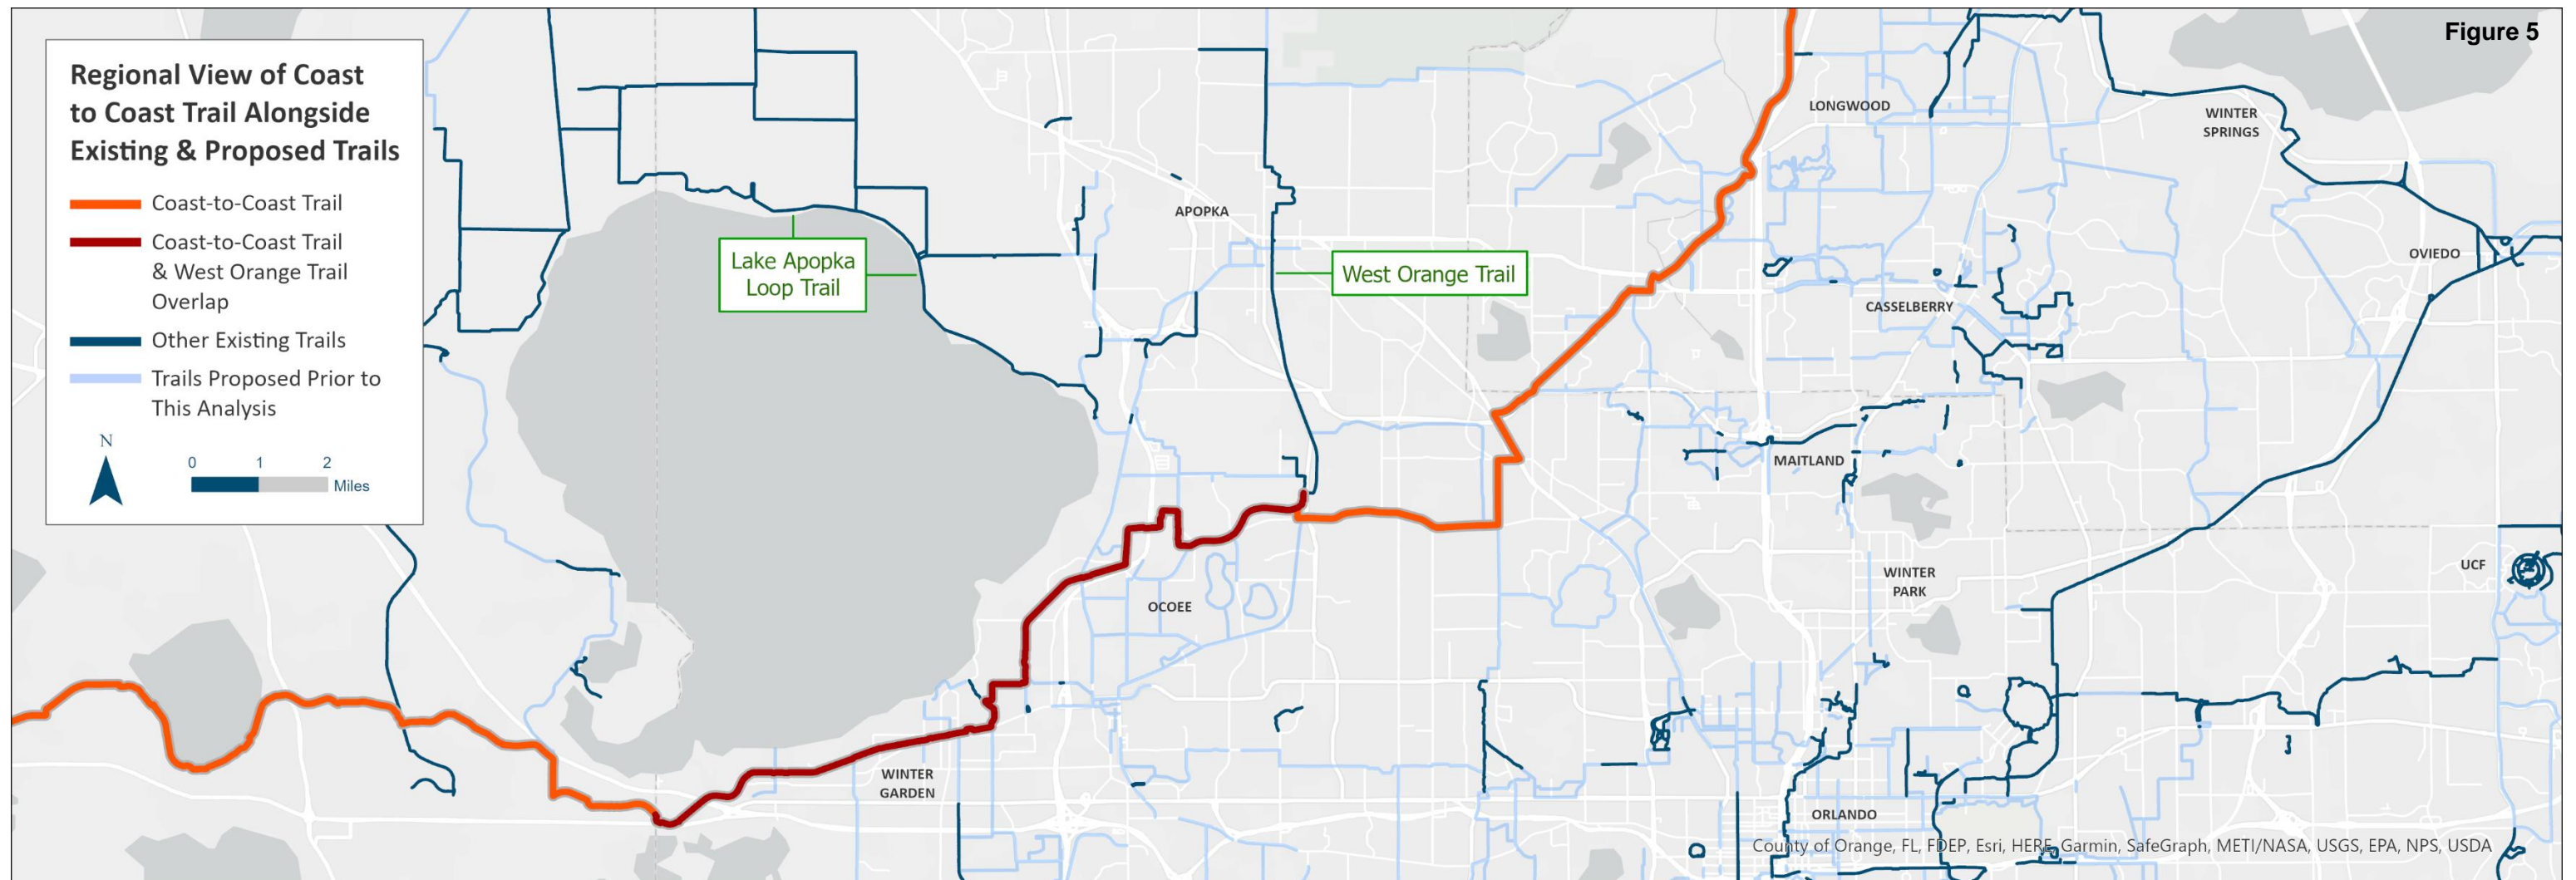 Figure 5
Regional View of Coast
to Coast Trail Alongside
Existing & Proposed Trails
Coast-to-Coast Trail
Coast-to-Coast Trail
& West Orange Trail
Overlap
Other Existing Trails
Trails Proposed Prior to
This Analysis
N
0 1 2
Miles
LONGWOOD
WINTER
SPRINGS
APOPKA
Lake Apopka
Loop Trail
West Orange Trail
OVIEDO
CASSELBERRY
MAITLAND
UCF
WINTER
PARK
OCOEE
WINTER
GARDEN
ORLANDO
County of Orange, FL, FDEP, Esri, HERE, Garmin, SafeGraph, METI/NASA, USGS, EPA, NPS, USDA